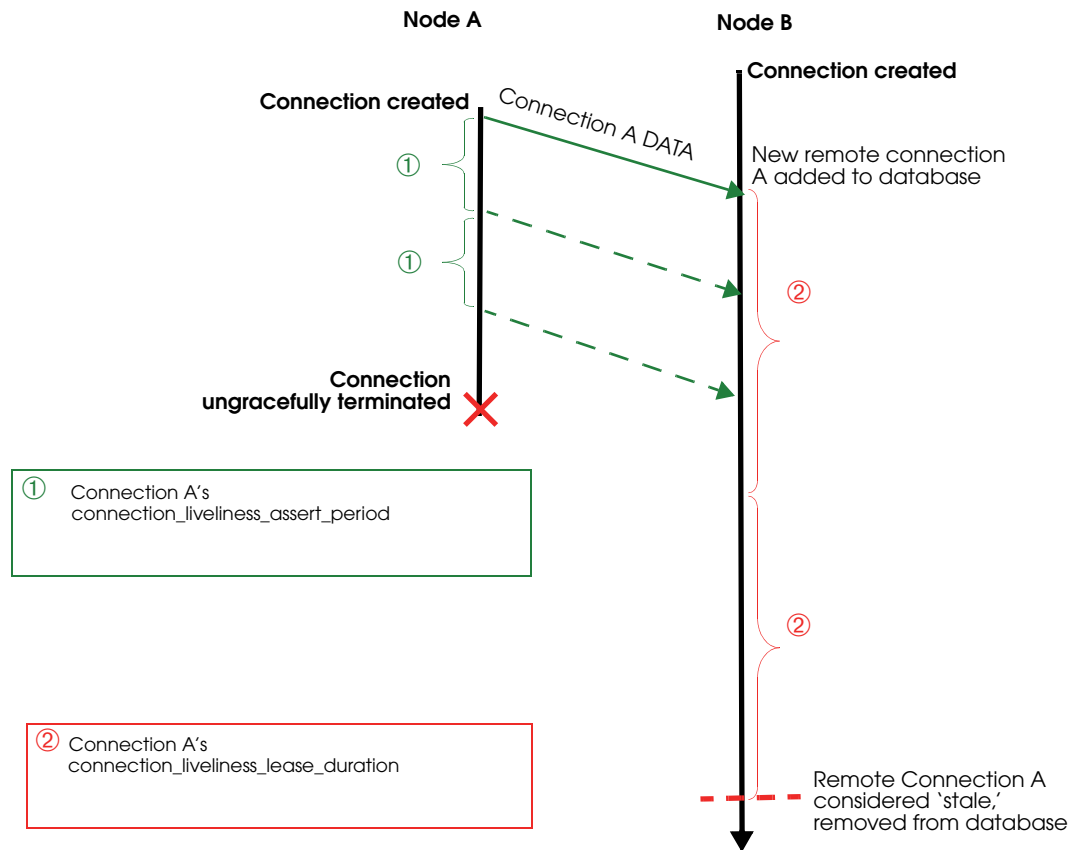 Node A
Node B
Connection created
Connection created
Connection A DATA
New remote connection
A added to database
①
①
②
Connection
ungracefully terminated
① Connection A's
connection_liveliness_assert_period
②
② Connection A's
connection_liveliness_lease_duration
Remote Connection A
considered ‘stale,’
removed from database